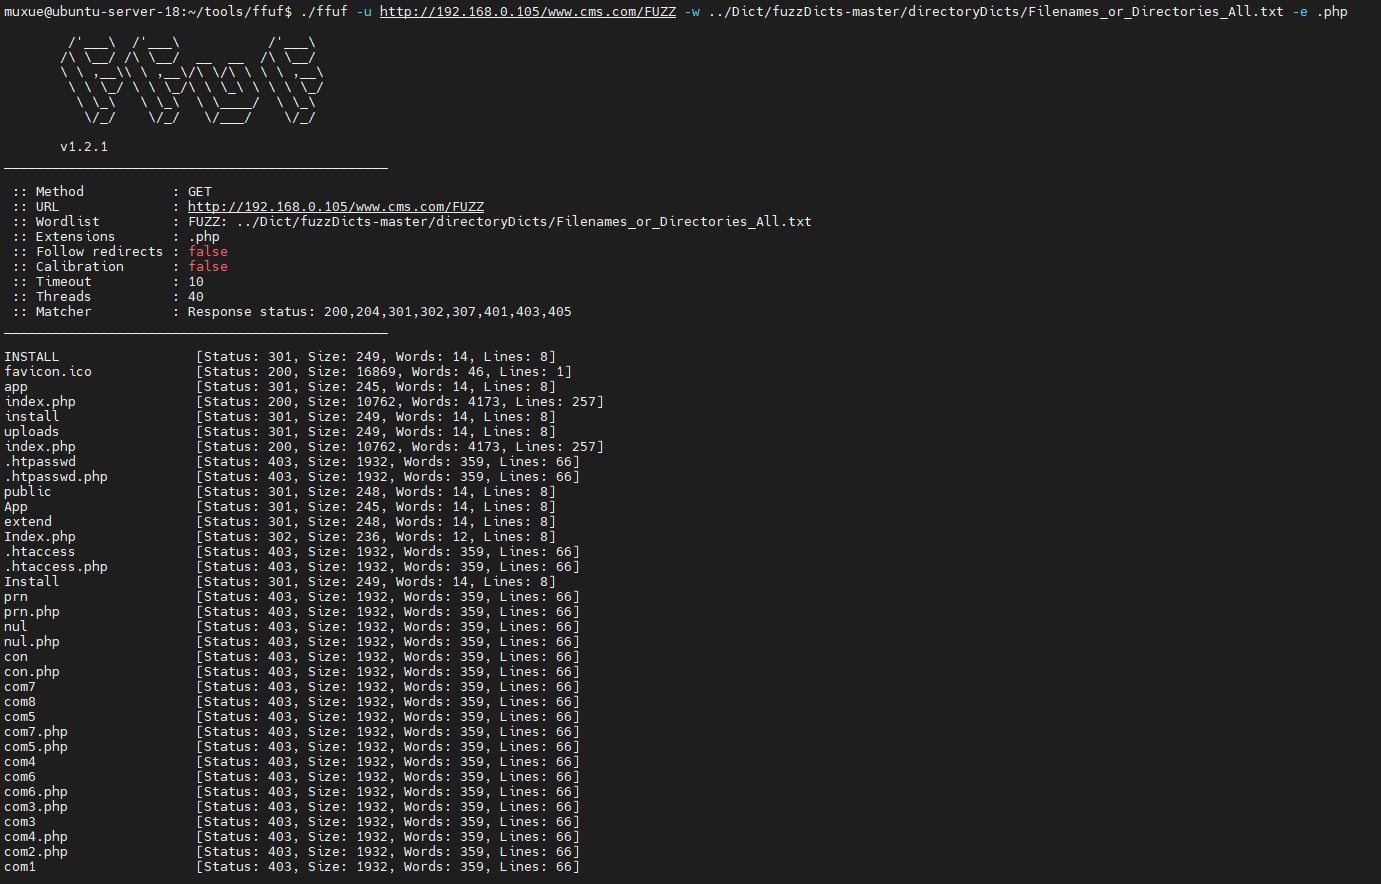 muxue@ubuntu-server-18:~/tools/ffuf$ ./ffuf -u http://192.168.0.105/www.cms.com/FUZZ -w ../Dict/fuzzDicts-master/directoryDicts/Filenames_or_Directories_All.txt -e .php
        /'___\  /'___\           /'___\
       /\ \__/ /\ \__/  __  __  /\ \__/
       \ \ ,__\\ \ ,__\/\ \/\ \ \ \ ,__\
        \ \ \_/ \ \ \_/\ \ \_\ \ \ \ \_/
         \ \_\   \ \_\  \ \____/  \ \_\
          \/_/    \/_/   \/___/    \/_/
       v1.2.1
________________________________________________
 :: Method           : GET
 :: URL              : http://192.168.0.105/www.cms.com/FUZZ
 :: Wordlist         : FUZZ: ../Dict/fuzzDicts-master/directoryDicts/Filenames_or_Directories_All.txt
 :: Extensions       : .php
 :: Follow redirects : false
 :: Calibration      : false
 :: Timeout          : 10
 :: Threads          : 40
 :: Matcher          : Response status: 200,204,301,302,307,401,403,405
________________________________________________
INSTALL                 [Status: 301, Size: 249, Words: 14, Lines: 8]
favicon.ico             [Status: 200, Size: 16869, Words: 46, Lines: 1]
app                     [Status: 301, Size: 245, Words: 14, Lines: 8]
index.php               [Status: 200, Size: 10762, Words: 4173, Lines: 257]
install                 [Status: 301, Size: 249, Words: 14, Lines: 8]
uploads                 [Status: 301, Size: 249, Words: 14, Lines: 8]
index.php               [Status: 200, Size: 10762, Words: 4173, Lines: 257]
.htpasswd               [Status: 403, Size: 1932, Words: 359, Lines: 66]
.htpasswd.php           [Status: 403, Size: 1932, Words: 359, Lines: 66]
public                  [Status: 301, Size: 248, Words: 14, Lines: 8]
App                     [Status: 301, Size: 245, Words: 14, Lines: 8]
extend                  [Status: 301, Size: 248, Words: 14, Lines: 8]
Index.php               [Status: 302, Size: 236, Words: 12, Lines: 8]
.htaccess               [Status: 403, Size: 1932, Words: 359, Lines: 66]
.htaccess.php           [Status: 403, Size: 1932, Words: 359, Lines: 66]
Install                 [Status: 301, Size: 249, Words: 14, Lines: 8]
prn                     [Status: 403, Size: 1932, Words: 359, Lines: 66]
prn.php                 [Status: 403, Size: 1932, Words: 359, Lines: 66]
nul                     [Status: 403, Size: 1932, Words: 359, Lines: 66]
nul.php                 [Status: 403, Size: 1932, Words: 359, Lines: 66]
con                     [Status: 403, Size: 1932, Words: 359, Lines: 66]
con.php                 [Status: 403, Size: 1932, Words: 359, Lines: 66]
com7                    [Status: 403, Size: 1932, Words: 359, Lines: 66]
com8                    [Status: 403, Size: 1932, Words: 359, Lines: 66]
com5                    [Status: 403, Size: 1932, Words: 359, Lines: 66]
com7.php                [Status: 403, Size: 1932, Words: 359, Lines: 66]
com5.php                [Status: 403, Size: 1932, Words: 359, Lines: 66]
com4                    [Status: 403, Size: 1932, Words: 359, Lines: 66]
com6                    [Status: 403, Size: 1932, Words: 359, Lines: 66]
com6.php                [Status: 403, Size: 1932, Words: 359, Lines: 66]
com3.php                [Status: 403, Size: 1932, Words: 359, Lines: 66]
com3                    [Status: 403, Size: 1932, Words: 359, Lines: 66]
com4.php                [Status: 403, Size: 1932, Words: 359, Lines: 66]
com2.php                [Status: 403, Size: 1932, Words: 359, Lines: 66]
com1                    [Status: 403, Size: 1932, Words: 359, Lines: 66]